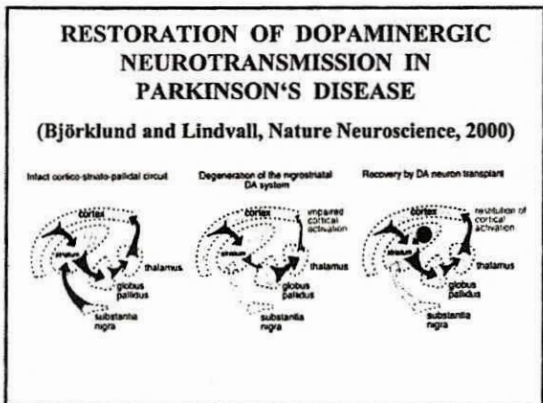 RESTORATION OF DOPAMINERGIC
NEUROTRANSMISSION IN
PARKINSON‘S DISEASE
(Björklund and Lindvall, Nature Neuroscience, 2000)
Intact cortico-striato-pallidal circuit
cortex
striatum
thalamus
globus
pallidus
substantia
nigra
Degeneration of the nigrostriatal
DA system
impaired
cortical
activation
cortex
striatum
thalamus
globus
pallidus
substantia
nigra
Recovery by DA neuron transplant
restitution of
cortical
activation
cortex
striatum
thalamus
globus
pallidus
substantia
nigra